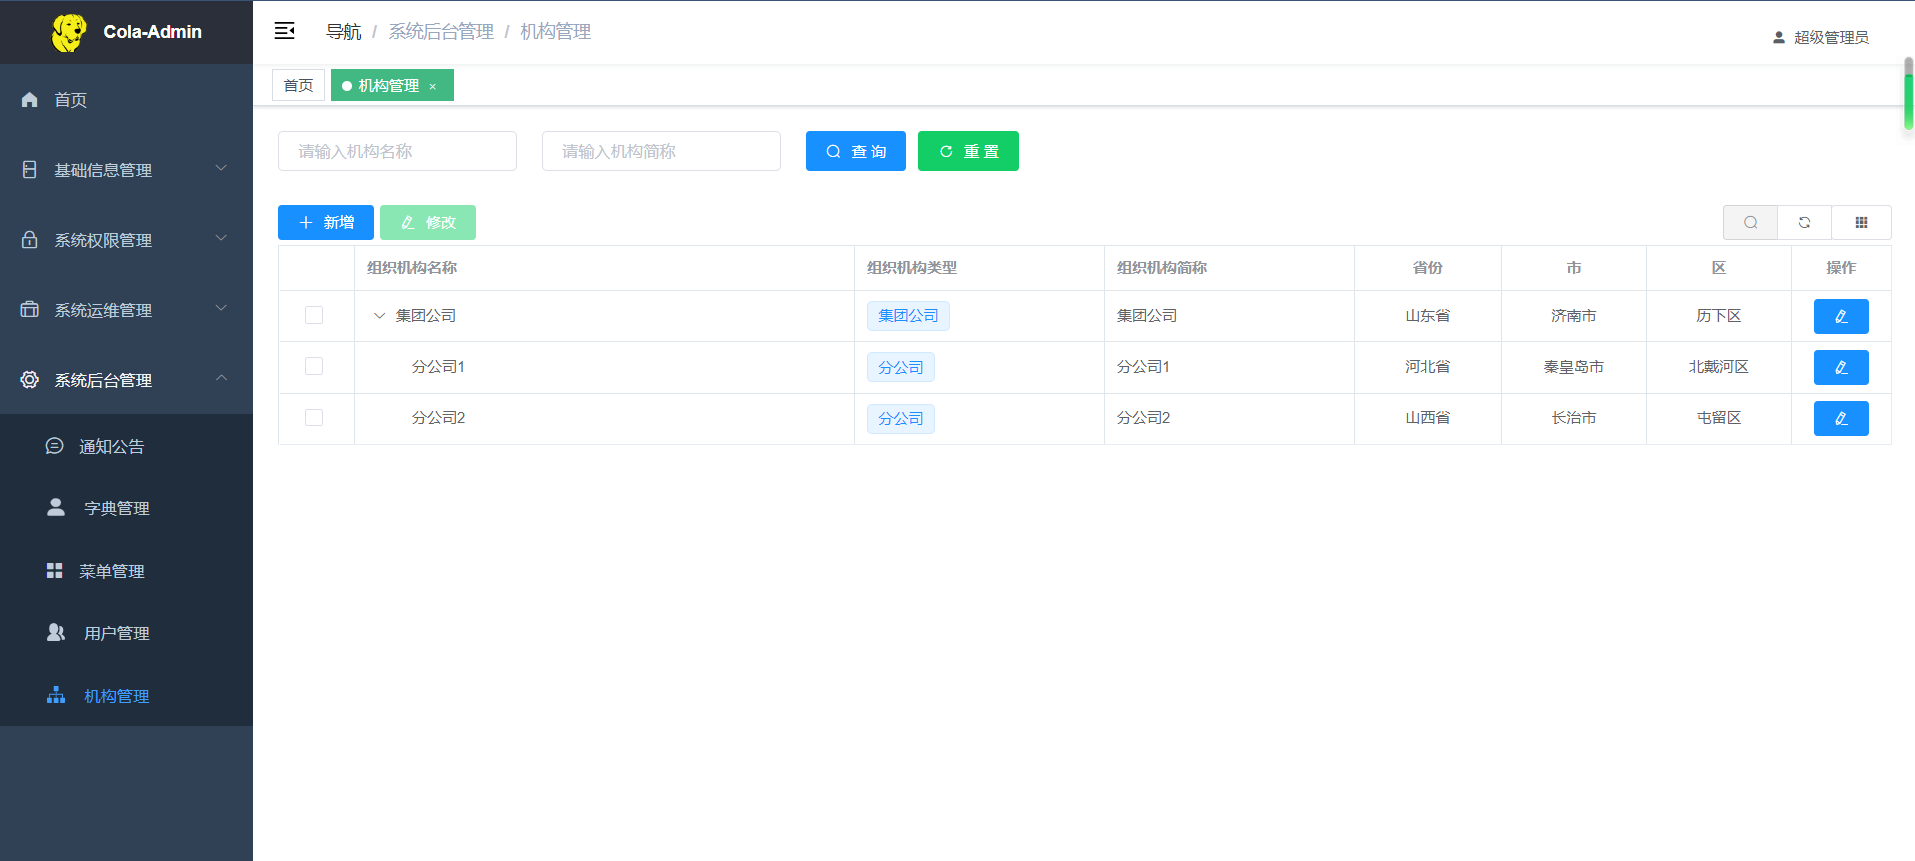 Cola-Admin
首页
基础信息管理
系统权限管理
系统运维管理
系统后台管理
通知公告
字典管理
菜单管理
用户管理
机构管理
导航 / 系统后台管理 / 机构管理
超级管理员
首页 机构管理 ×
请输入机构名称 请输入机构简称 查 询 重 置
新增 修改
组织机构名称 组织机构类型 组织机构简称 省份 市 区 操作
集团公司 集团公司 集团公司 山东省 济南市 历下区
分公司1 分公司 分公司1 河北省 秦皇岛市 北戴河区
分公司2 分公司 分公司2 山西省 长治市 屯留区